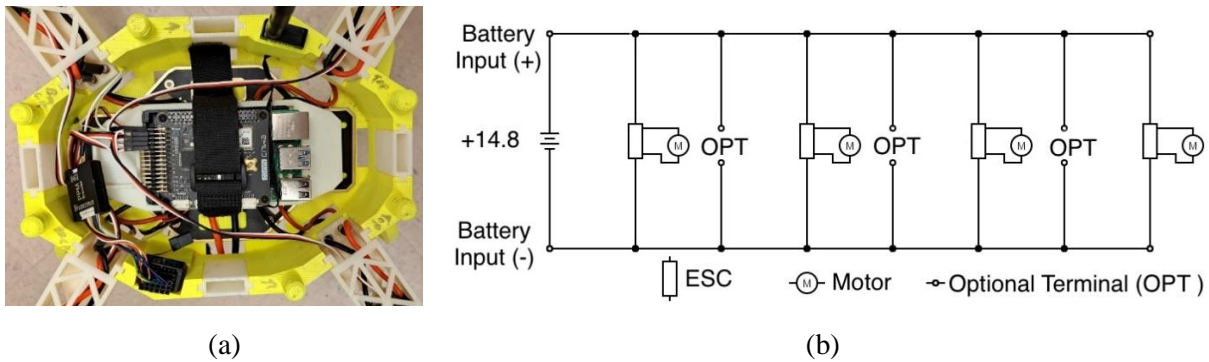 Battery
Input (+)
+14.8
M
OPT
M
OPT
M
OPT
M
Battery
Input (-)
ESC
M
Motor
Optional Terminal (OPT )
(a)
(b)